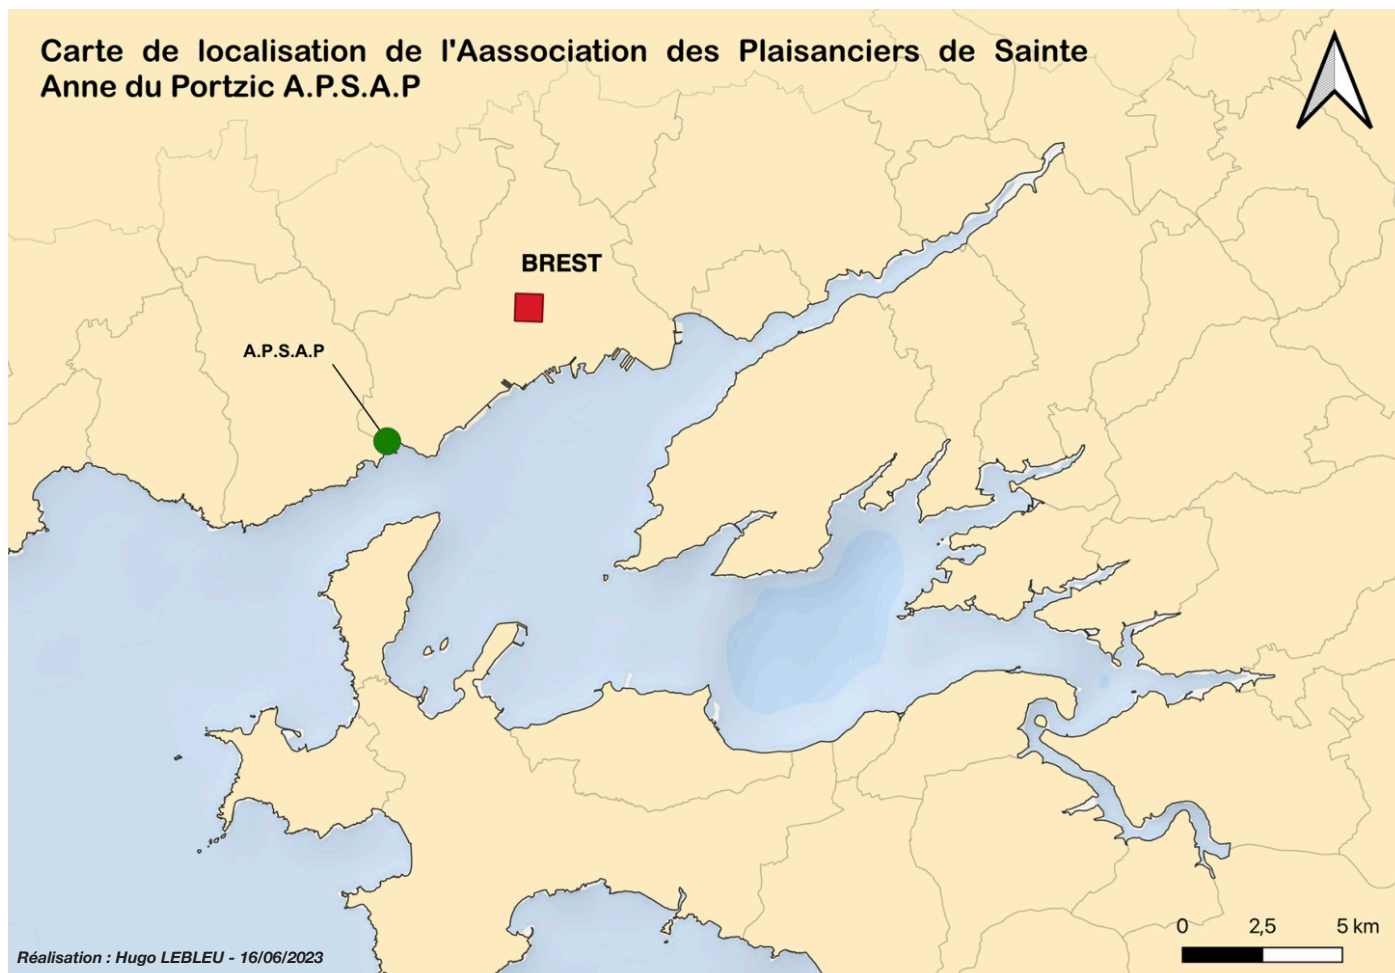 Carte de localisation de l'Aassociation des Plaisanciers de Sainte
Anne du Portzic A.P.S.A.P
BREST
A.P.S.A.P
0 2,5 5 km
Réalisation : Hugo LEBLEU - 16/06/2023